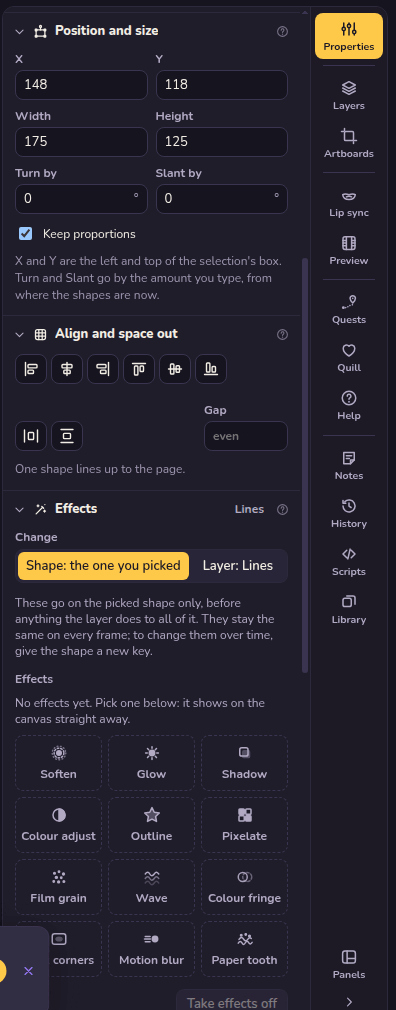 Position and size
X
Y
148
118
Width
Height
175
125
Turn by
Slant by
0 °
0 °
Keep proportions
X and Y are the left and top of the selection's box.
Turn and Slant go by the amount you type, from
where the shapes are now.
Align and space out
Gap
even
One shape lines up to the page.
Effects
Lines
Change
Shape: the one you picked
Layer: Lines
These go on the picked shape only, before
anything the layer does to all of it. They stay the
same on every frame; to change them over time,
give the shape a new key.
Effects
No effects yet. Pick one below: it shows on the
canvas straight away.
Soften
Glow
Shadow
Colour adjust
Outline
Pixelate
Film grain
Wave
Colour fringe
corners
Motion blur
Paper tooth
Take effects off
Properties
Layers
Artboards
Lip sync
Preview
Quests
Quill
Help
Notes
History
Scripts
Library
Panels